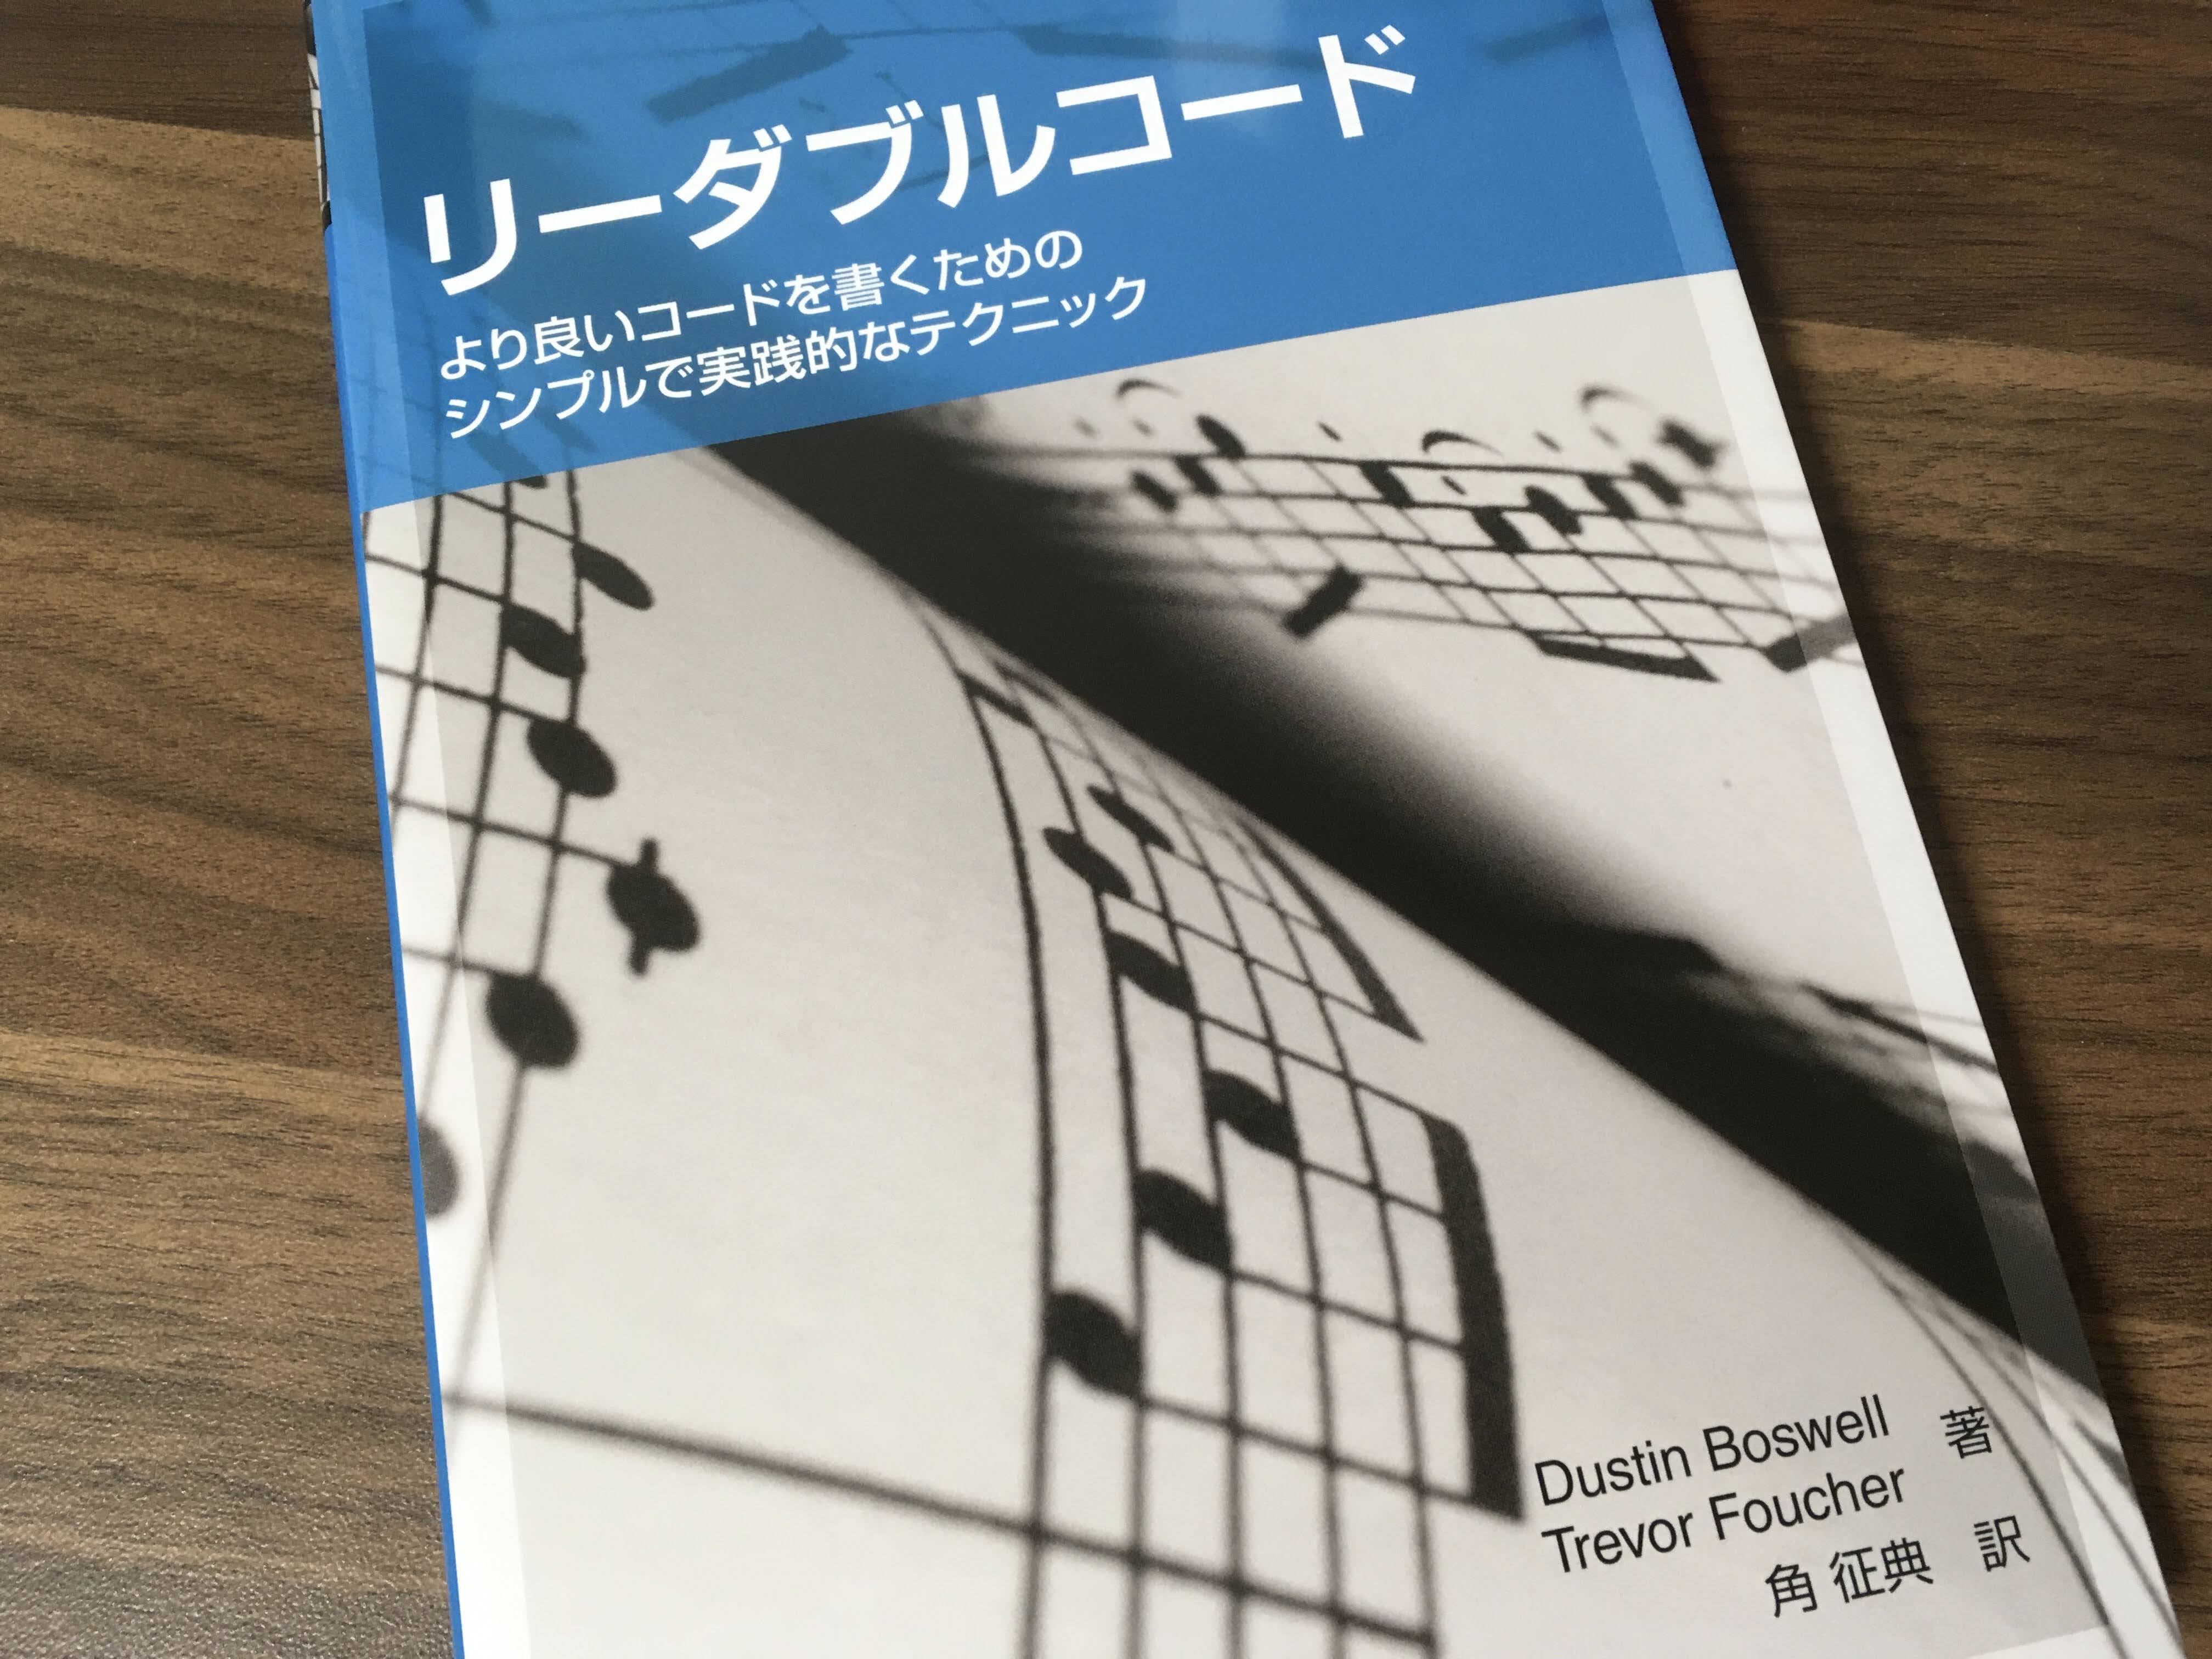 リーダブルコード
より良いコードを書くための
シンプルで実践的なテクニック
Dustin Boswell 著
Trevor Foucher
角 征典 訳